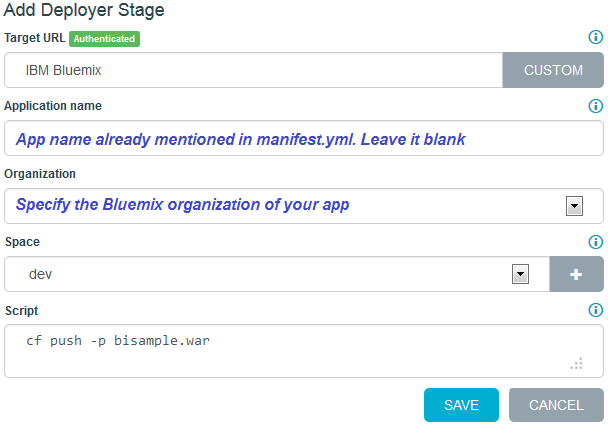 Add Deployer Stage
Target URL Authenticated
IBM Bluemix CUSTOM
Application name
App name already mentioned in manifest.yml. Leave it blank
Organization
Specify the Bluemix organization of your app
Space
dev +
Script
cf push -p bisample.war
SAVE CANCEL